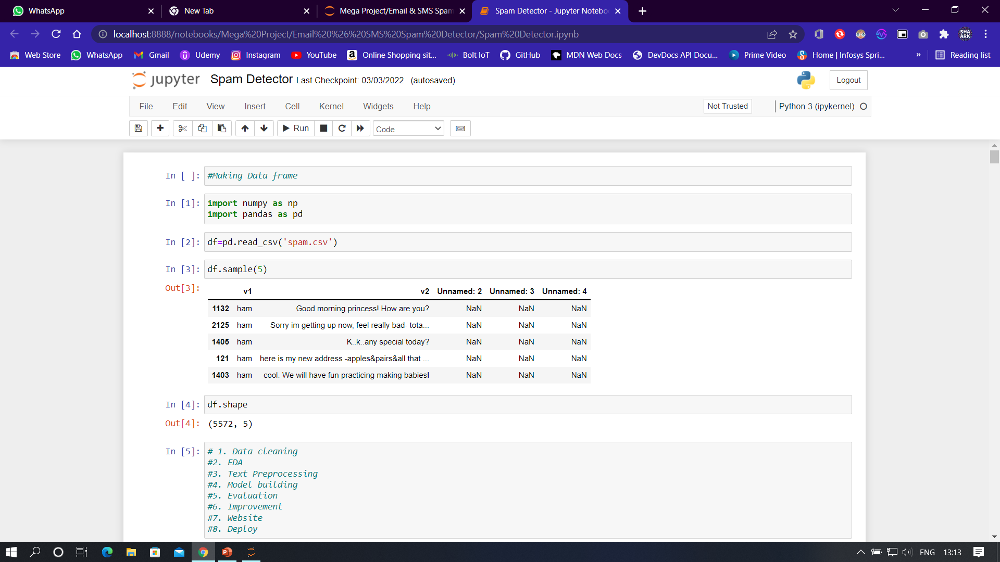 WhatsApp
New Tab
Mega Project/Email & SMS Spam
Spam Detector - Jupyter Notebo
localhost:8888/notebooks/Mega%20Project/Email%20%26%20SMS%20Spam%20Detector/Spam%20Detector.ipynb
SHA
ARK
Web Store WhatsApp Gmail Udemy Instagram YouTube Online Shopping sit... Bolt IoT GitHub MDN Web Docs DevDocs API Docu... Prime Video Home | Infosys Spri... » Reading list
jupyter Spam Detector Last Checkpoint: 03/03/2022 (autosaved)
Logout
File Edit View Insert Cell Kernel Widgets Help
Not Trusted
Python 3 (ipykernel)
Run
Code
In [ ]: #Making Data frame
In [1]: import numpy as np
import pandas as pd
In [2]: df=pd.read_csv('spam.csv')
In [3]: df.sample(5)
Out[3]:
v1 v2 Unnamed: 2 Unnamed: 3 Unnamed: 4
1132 ham Good morning princess! How are you? NaN NaN NaN
2125 ham Sorry im getting up now, feel really bad- tota... NaN NaN NaN
1405 ham K..k..any special today? NaN NaN NaN
121 ham here is my new address -apples&pairs&all that ... NaN NaN NaN
1403 ham cool. We will have fun practicing making babies! NaN NaN NaN
In [4]: df.shape
Out[4]: (5572, 5)
In [5]: # 1. Data cleaning
#2. EDA
#3. Text Preprocessing
#4. Model building
#5. Evaluation
#6. Improvement
#7. Website
#8. Deploy
ENG 13:13